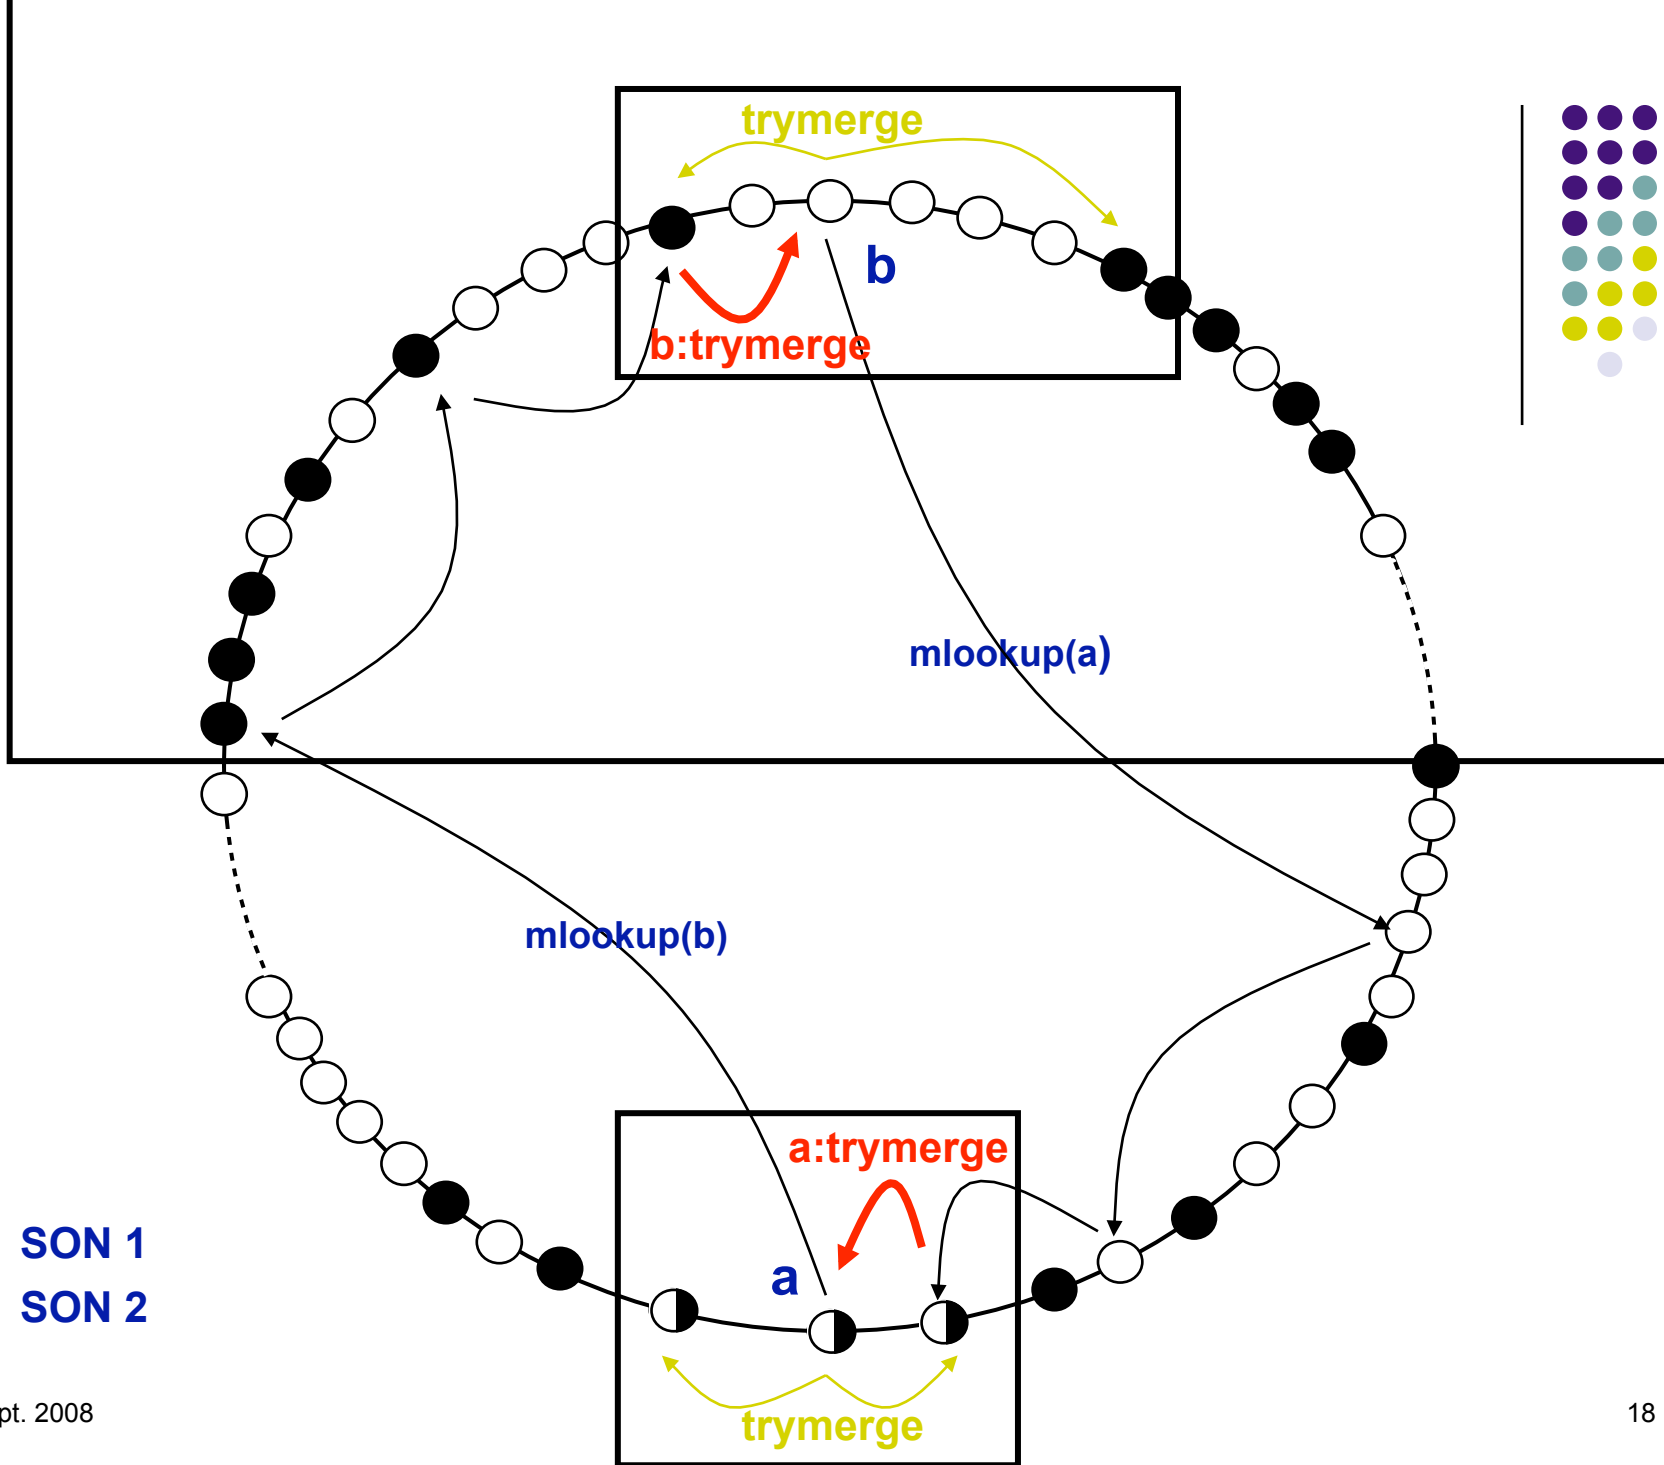 trymerge
b
b:trymerge
mlookup(a)
mlookup(b)
a:trymerge
SON 1
a
SON 2
pt. 2008
18
trymerge